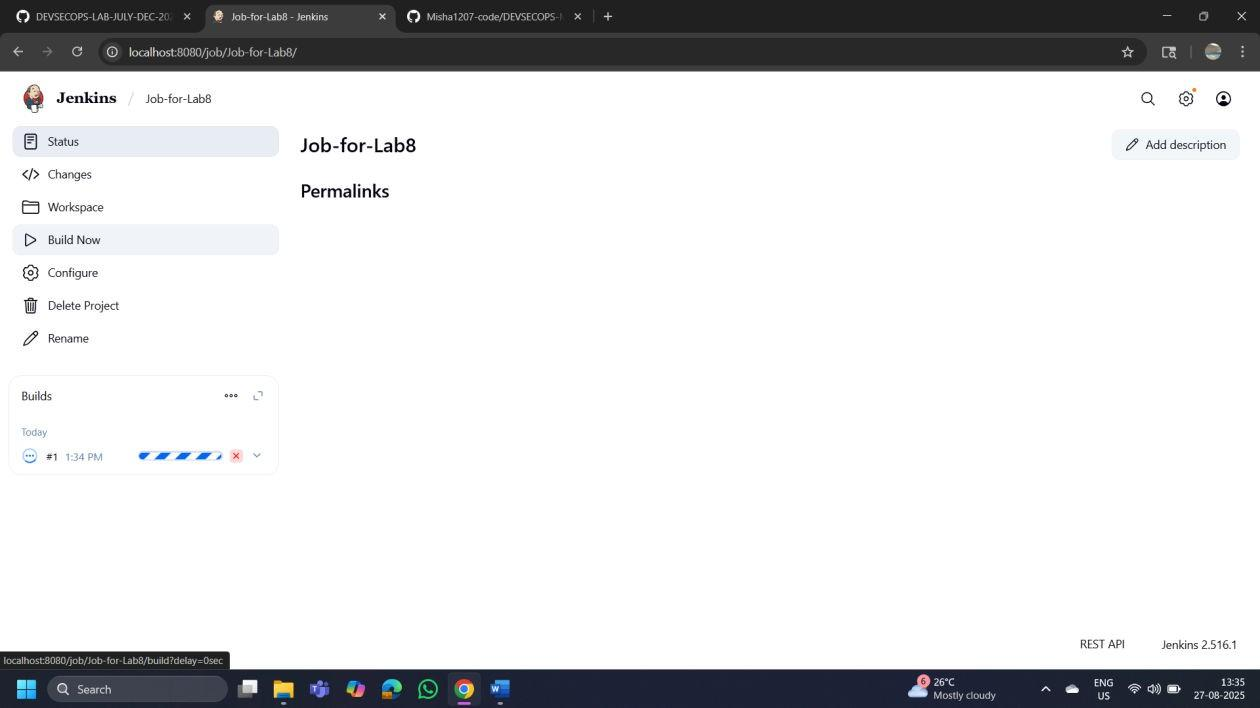 DEVSECOPS-LAB-JULY-DEC-202
Job-for-Lab8 - Jenkins
Misha1207-code/DEVSECOPS-M
localhost:8080/job/Job-for-Lab8/
Jenkins / Job-for-Lab8
Status
Changes
Workspace
Build Now
Configure
Delete Project
Rename
Builds
Today
#1 1:34 PM
Job-for-Lab8
Add description
Permalinks
REST API
Jenkins 2.516.1
localhost:8080/job/Job-for-Lab8/build?delay=0sec
Search
6
26°C
Mostly cloudy
ENG
US
13:35
27-08-2025